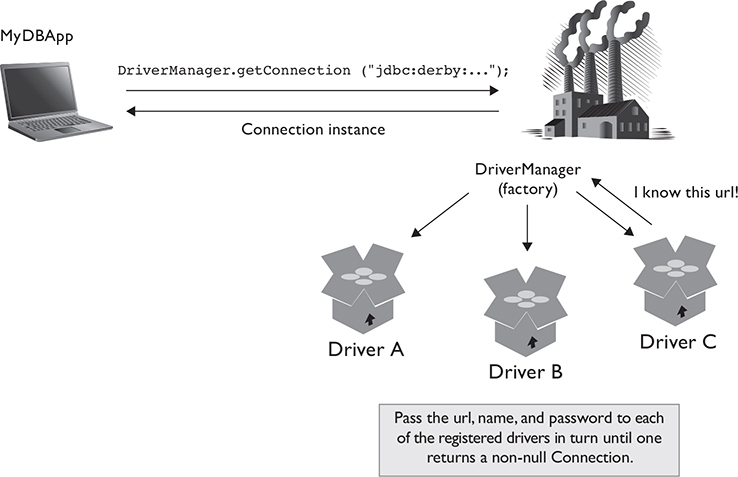 MyDBApp
DriverManager.getConnection ("jdbc:derby:...");
Connection instance
DriverManager
(factory)
I know this url!
Driver A
Driver B
Driver C
Pass the url, name, and password to each
of the registered drivers in turn until one
returns a non-null Connection.